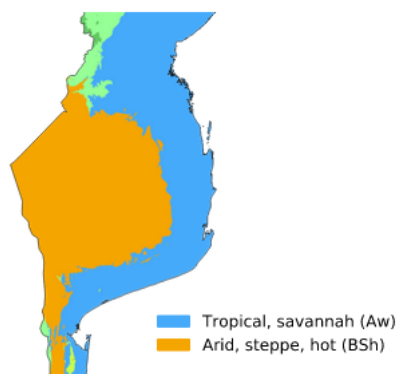 Tropical, savannah (Aw)
Arid, steppe, hot (BSh)